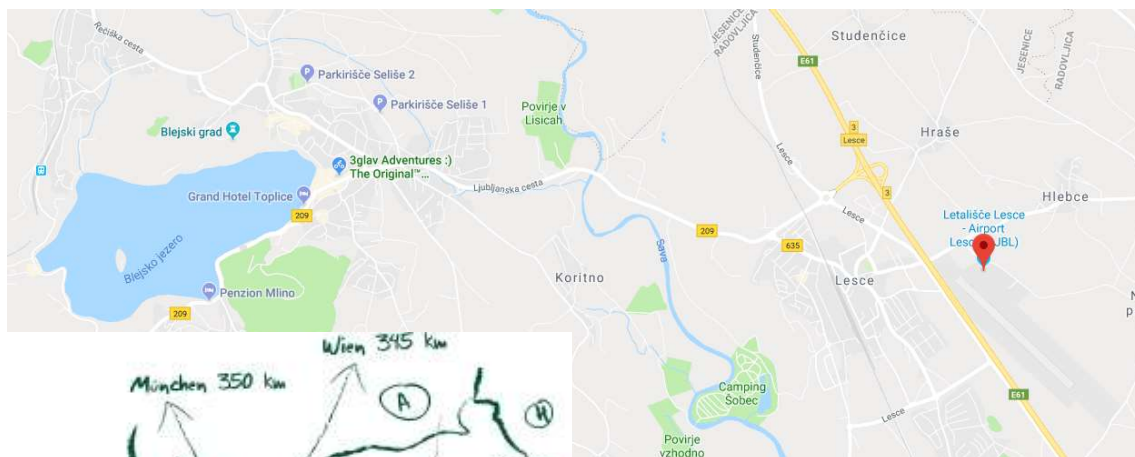 Rečiška cesta
Parkirišče Seliše 2
Parkirišče Seliše 1
Blejski grad
3glav Adventures :)
The Original™...
Grand Hotel Toplice
209
Blejsko jezero
Penzion Mlino
209
Ljubljanska cesta
Povirje v
Lisicah
Koritno
Sava
209
635
JESENICE
RADOVLJICA
Studenčice
Studenčice
E61
JESENICE
RADOVLJICA
3
Lesce
Hraše
Lesce
3
Lesce
Hlebce
Letališče Lesce
- Airport
Lesce
JBL)
Lesce
E61
Camping
Šobec
Lesce
Povirje
vzhodno
Wien 345 km
München 350 km
A
H